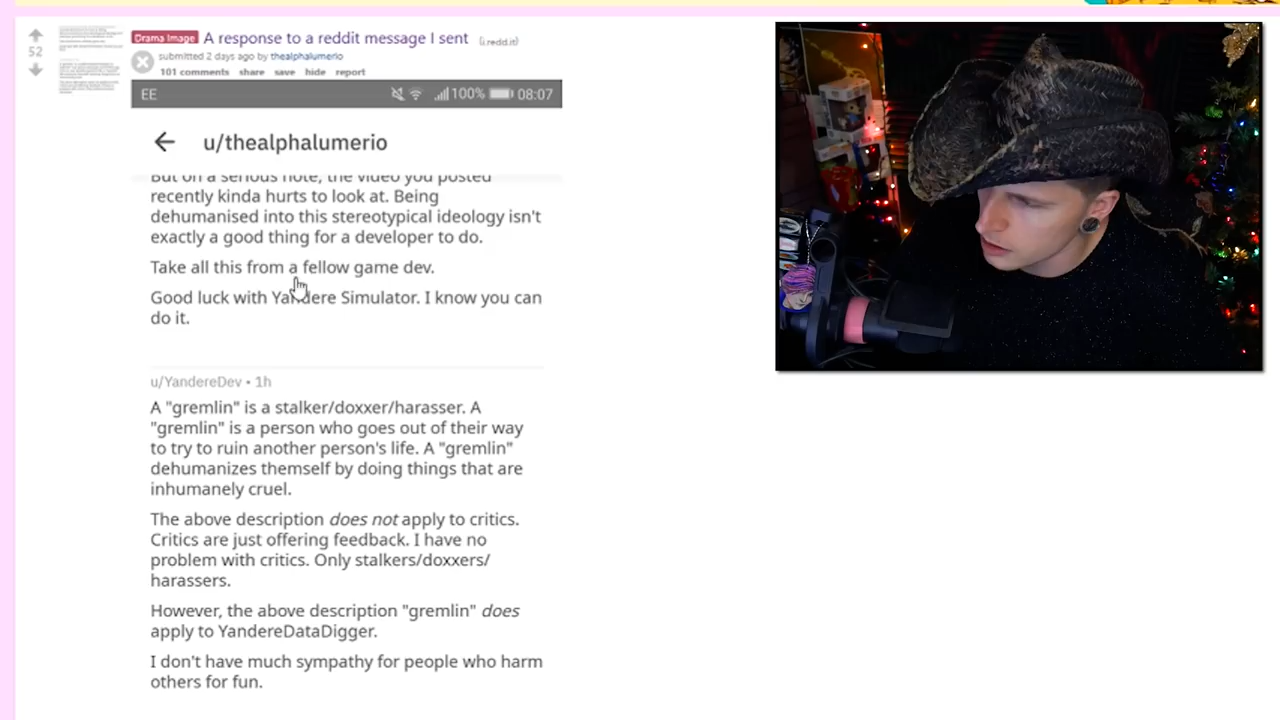 52
Drama Image A response to a reddit message I sent (i.redd.it)
submitted 2 days ago by thealphalumerio
101 comments share save hide report
EE 100% 08:07
u/thealphalumerio
But on a serious note, the video you posted
recently kinda hurts to look at. Being
dehumanised into this stereotypical ideology isn't
exactly a good thing for a developer to do.
Take all this from a fellow game dev.
Good luck with Yandere Simulator. I know you can
do it.
u/YandereDev • 1h
A "gremlin" is a stalker/doxxer/harasser. A
"gremlin" is a person who goes out of their way
to try to ruin another person's life. A "gremlin"
dehumanizes themself by doing things that are
inhumanely cruel.
The above description does not apply to critics.
Critics are just offering feedback. I have no
problem with critics. Only stalkers/doxxers/
harassers.
However, the above description "gremlin" does
apply to YandereDataDigger.
I don't have much sympathy for people who harm
others for fun.